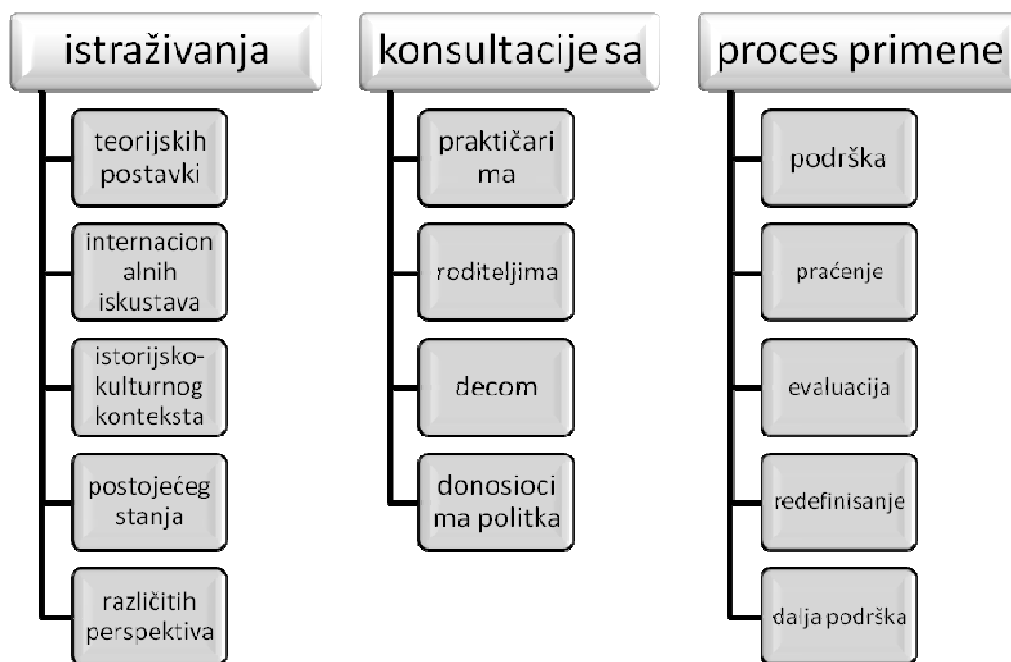 istraživanja
teorijskih
postavki
internacion
alnih
iskustava
istorijsko-
kulturnog
konteksta
postojećeg
stanja
različitih
perspektiva
konsultacije sa
praktičari
ma
roditeljima
decom
donosioci
ma politka
proces primene
podrška
praćenje
evaluacija
redefinisanje
dalja podrška